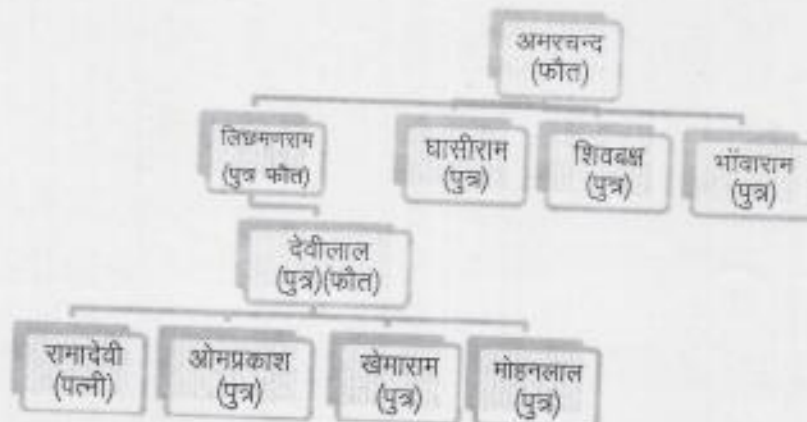 अमरचन्द
(फौत)
लिछमणराम
(पुत्र फौत)
घासीराम
(पुत्र)
शिवबक्ष
(पुत्र)
भोंवाराम
(पुत्र)
देवीलाल
(पुत्र)(फौत)
रामादेवी
(पत्नी)
ओमप्रकाश
(पुत्र)
खेमाराम
(पुत्र)
मोहनलाल
(पुत्र)